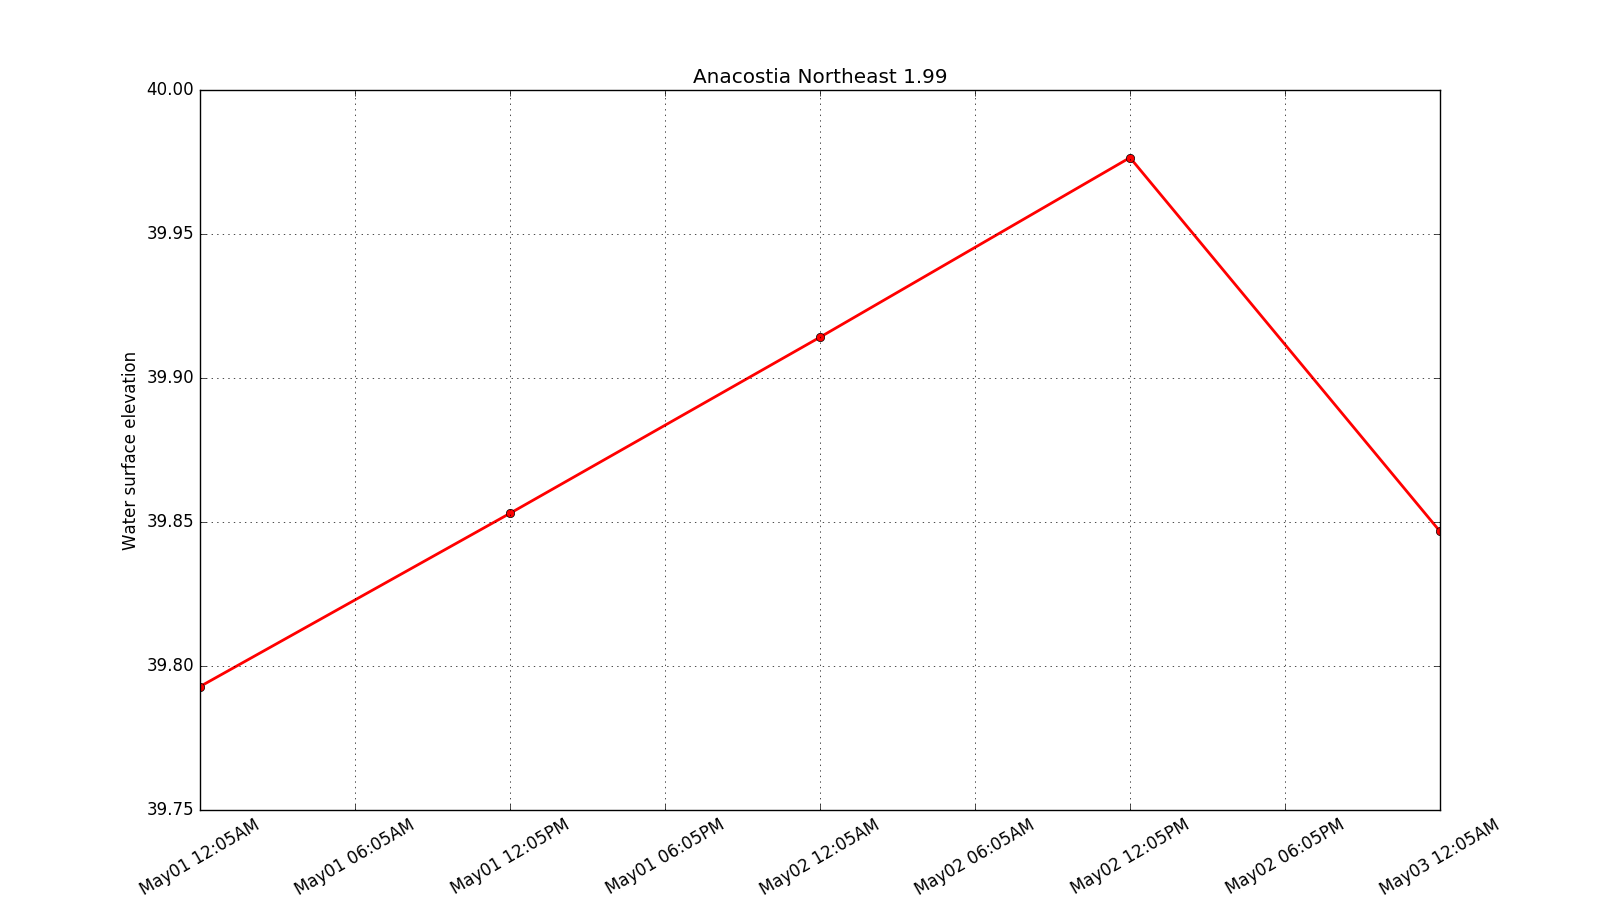 Anacostia Northeast 1.99
40.00
39.95
39.90
39.85
39.80
39.75
Water surface elevation
May01 12:05AM
May01 06:05AM
May01 12:05PM
May01 06:05PM
May02 12:05AM
May02 06:05AM
May02 12:05PM
May02 06:05PM
May03 12:05AM